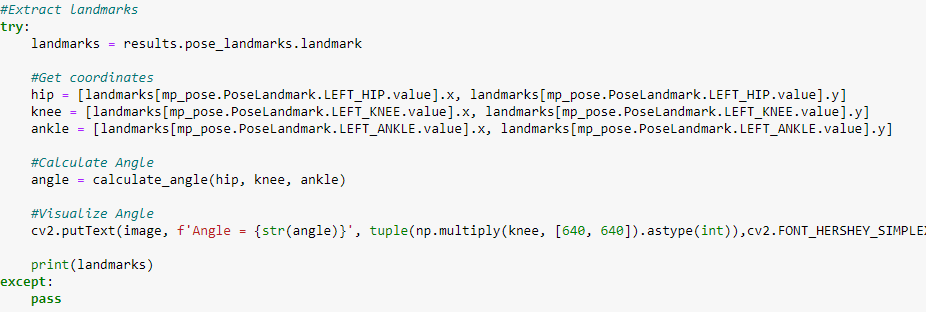 #Extract landmarks
try:
    landmarks = results.pose_landmarks.landmark

    #Get coordinates
    hip = [landmarks[mp_pose.PoseLandmark.LEFT_HIP.value].x, landmarks[mp_pose.PoseLandmark.LEFT_HIP.value].y]
    knee = [landmarks[mp_pose.PoseLandmark.LEFT_KNEE.value].x, landmarks[mp_pose.PoseLandmark.LEFT_KNEE.value].y]
    ankle = [landmarks[mp_pose.PoseLandmark.LEFT_ANKLE.value].x, landmarks[mp_pose.PoseLandmark.LEFT_ANKLE.value].y]

    #Calculate Angle
    angle = calculate_angle(hip, knee, ankle)

    #Visualize Angle
    cv2.putText(image, f'Angle = {str(angle)}', tuple(np.multiply(knee, [640, 640]).astype(int)),cv2.FONT_HERSHEY_SIMPLEX

    print(landmarks)
except:
    pass